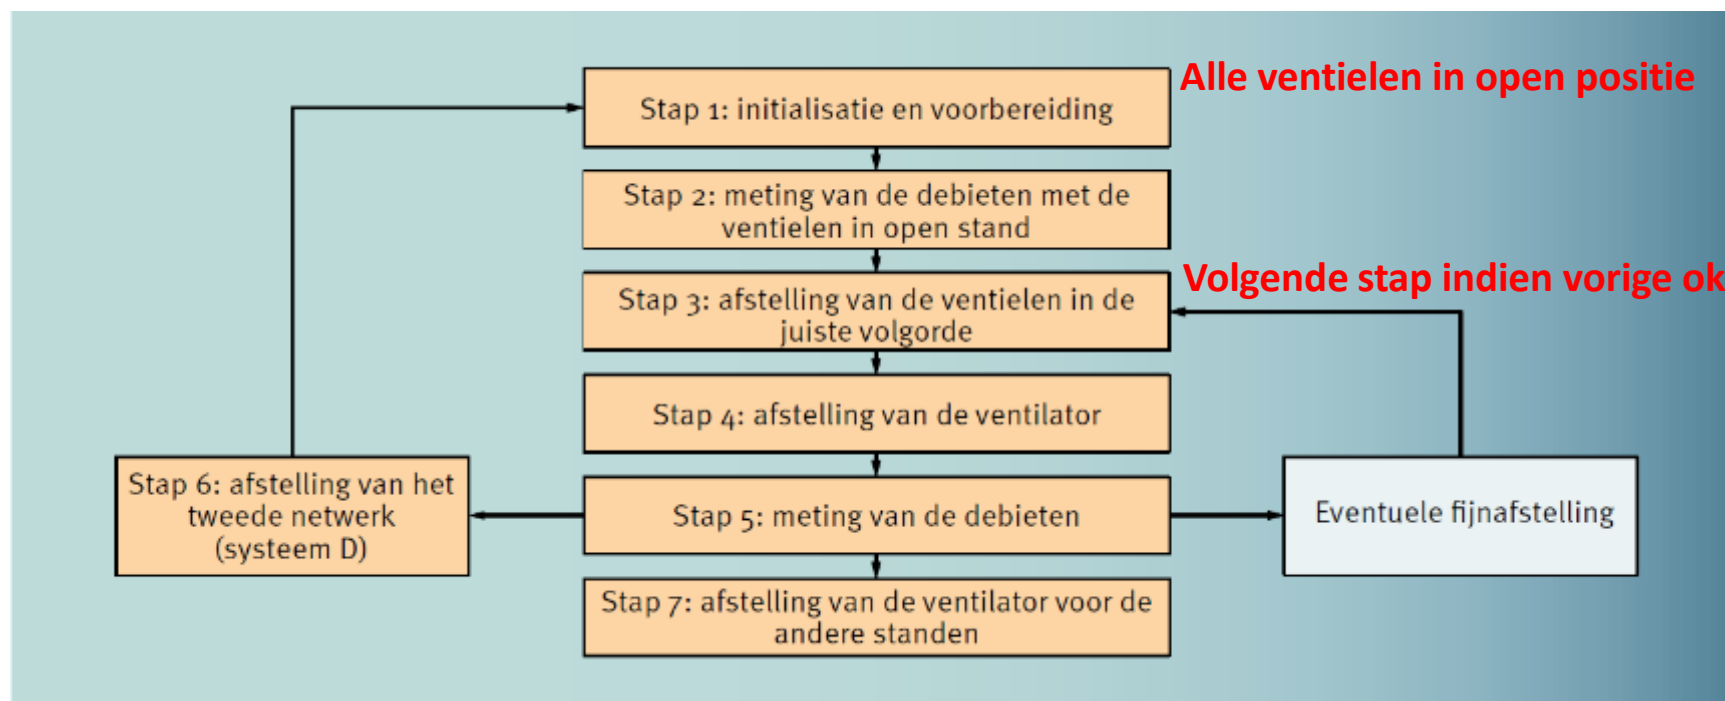 Alle ventielen in open positie
Stap 1: initialisatie en voorbereiding
Stap 2: meting van de debieten met de
ventielen in open stand
Volgende stap indien vorige ok
Stap 3: afstelling van de ventielen in de
juiste volgorde
Stap 4: afstelling van de ventilator
Stap 6: afstelling van het
tweede netwerk
(systeem D)
Stap 5: meting van de debieten
Eventuele fijnafstelling
Stap 7: afstelling van de ventilator voor de
andere standen